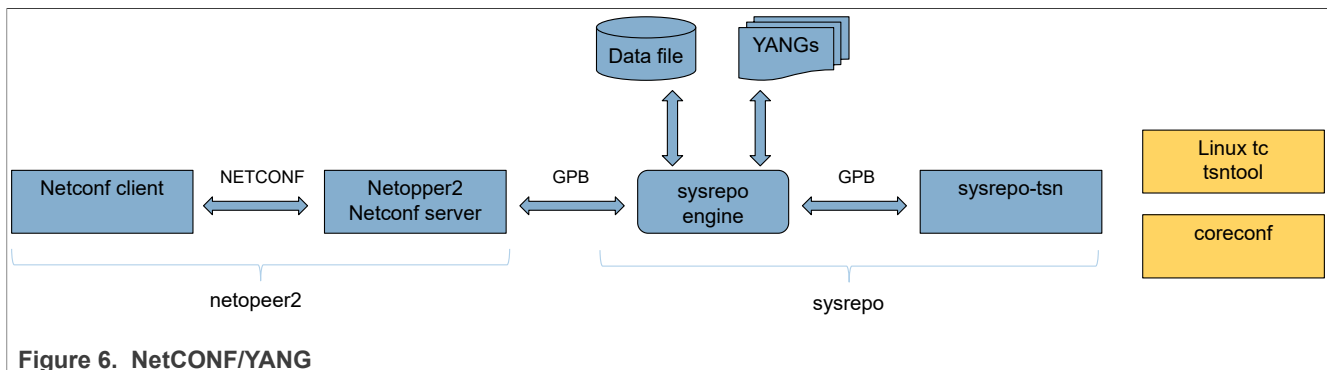 Data file
YANGs
Netconf client
NETCONF
Netopper2
Netconf server
GPB
sysrepo
engine
GPB
sysrepo-tsn
Linux tc
tsntool
coreconf
netopeer2
sysrepo
Figure 6. NetCONF/YANG